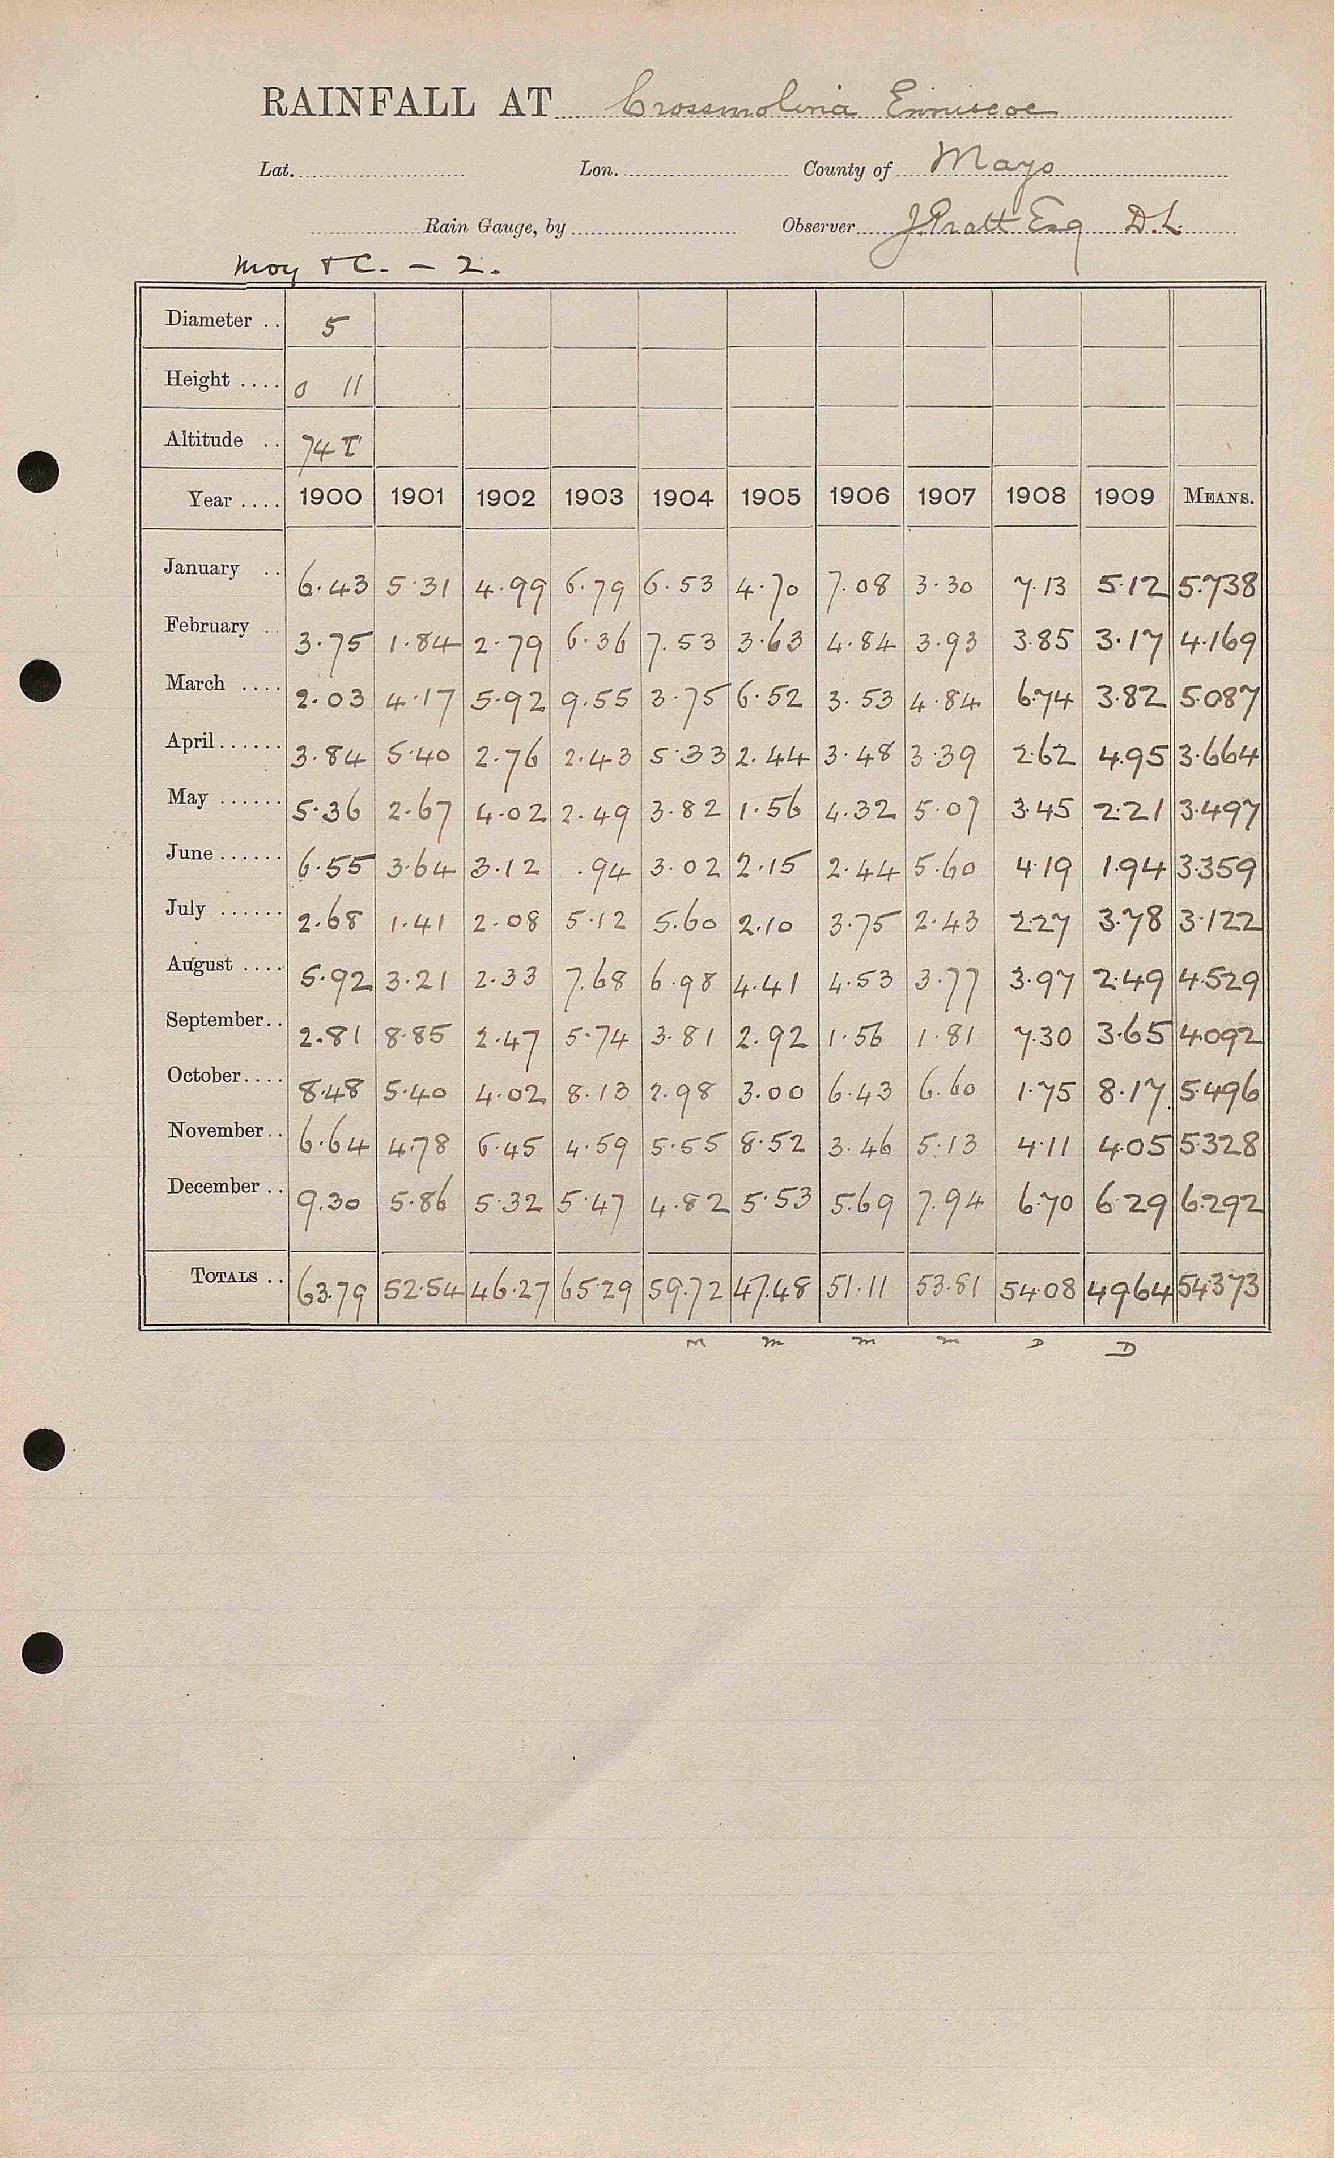 RAINFALL AT Crossmolina Enniscoe
Lat. Lon. County of Mayo
Rain Gauge, by Observer J Pratt Esq D.L.
Moy & C. - 2.
Diameter .. 5
Height .... 0 11
Altitude .. 74 T
Year .... 1900 1901 1902 1903 1904 1905 1906 1907 1908 1909 MEANS.
January .. 6.43 5.31 4.99 6.79 6.53 4.70 7.08 3.30 7.13 5.12 5.738
February .. 3.75 1.84 2.79 6.36 7.53 3.63 4.84 3.93 3.85 3.17 4.169
March .... 2.03 4.17 5.92 9.55 3.75 6.52 3.53 4.84 6.74 3.82 5.087
April...... 3.84 5.40 2.76 2.43 5.33 2.44 3.48 3.39 2.62 4.95 3.664
May ...... 5.36 2.67 4.02 2.49 3.82 1.56 4.32 5.07 3.45 2.21 3.497
June...... 6.55 3.64 3.12 .94 3.02 2.15 2.44 5.60 4.19 1.94 3.359
July ...... 2.68 1.41 2.08 5.12 5.60 2.10 3.75 2.43 2.27 3.78 3.122
August .... 5.92 3.21 2.33 7.68 6.98 4.41 4.53 3.77 3.97 2.49 4.529
September.. 2.81 8.85 2.47 5.74 3.81 2.92 1.56 1.81 7.30 3.65 4.092
October.... 8.48 5.40 4.02 8.13 2.98 3.00 6.43 6.60 1.75 8.17 5.496
November.. 6.64 4.78 6.45 4.59 5.55 8.52 3.46 5.13 4.11 4.05 5.328
December .. 9.30 5.86 5.32 5.47 4.82 5.53 5.69 7.94 6.70 6.29 6.292
TOTALS .. 63.79 52.54 46.27 65.29 59.72 47.48 51.11 53.81 54.08 49.64 54.373
M M M M D D